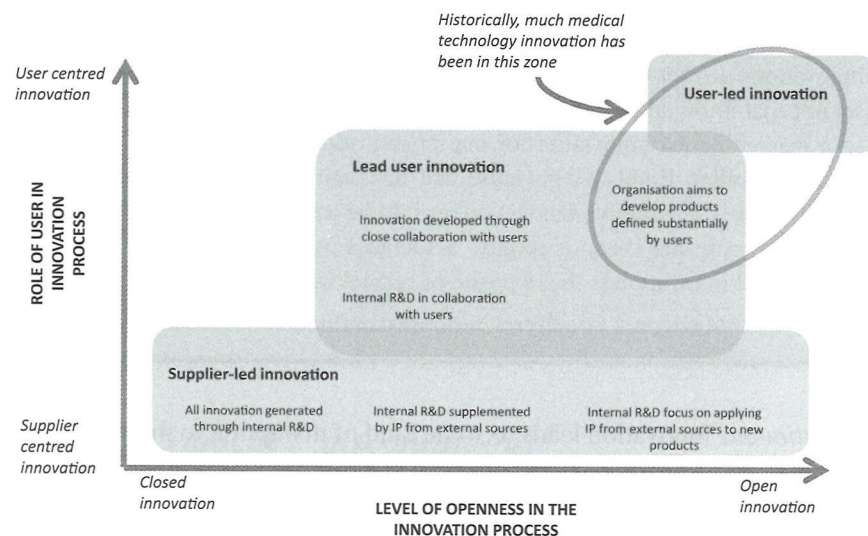 Historically, much medical
technology innovation has
been in this zone
User centred
innovation
User-led innovation
Lead user innovation
Organisation aims to
develop products
defined substantially
by users
Innovation developed through
close collaboration with users
ROLE OF USER IN
INNOVATION
PROCESS
Internal R&D in collaboration
with users
Supplier-led innovation
All innovation generated
through internal R&D
Internal R&D supplemented
by IP from external sources
Internal R&D focus on applying
IP from external sources to new
products
Supplier
centred
innovation
Closed
innovation
Open
innovation
LEVEL OF OPENNESS IN THE
INNOVATION PROCESS